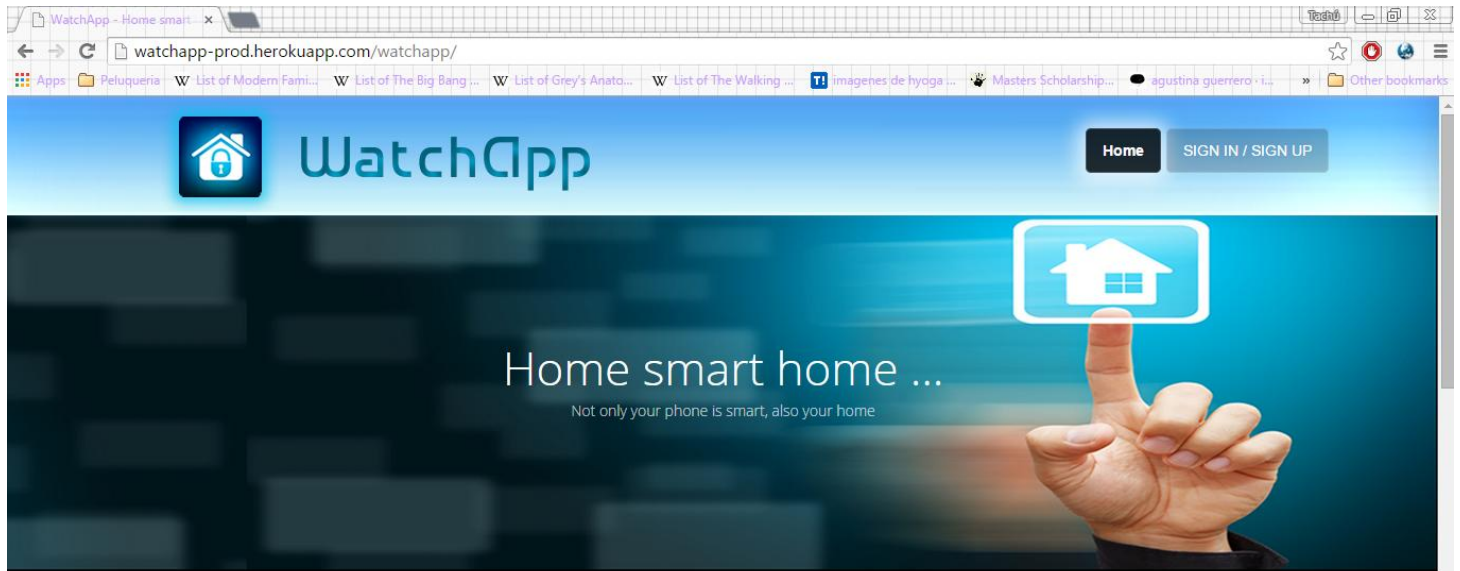 WatchApp - Home smart
Tachú
watchapp-prod.herokuapp.com/watchapp/
Apps Peluqueria List of Modern Fami... List of The Big Bang ... List of Grey's Anato... List of The Walking ... imagenes de hyoga ... Masters Scholarship... agustina guerrero · i... » Other bookmarks
WatchApp
Home SIGN IN / SIGN UP
Home smart home ...
Not only your phone is smart, also your home